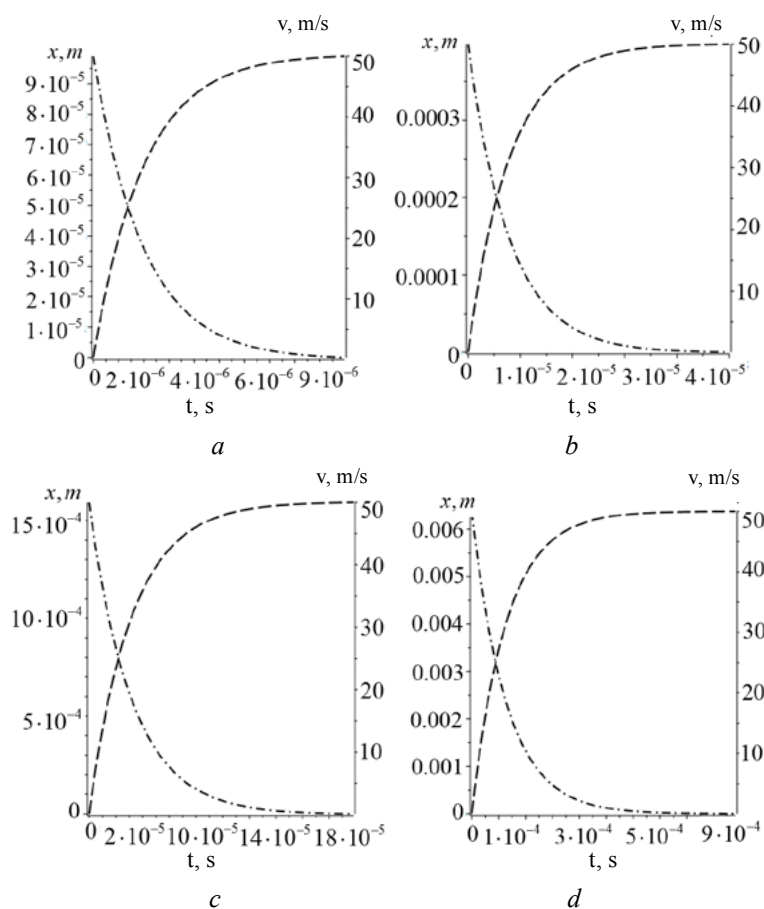 v, m/s
x, m
9·10⁻⁵
8·10⁻⁵
9·10⁻⁵
7·10⁻⁵
6·10⁻⁵
5·10⁻⁵
4·10⁻⁵
3·10⁻⁵
2·10⁻⁵
1·10⁻⁵
0
50
40
30
20
10
0 2·10⁻⁶ 4·10⁻⁶ 6·10⁻⁶ 9·10⁻⁶
t, s
a
v, m/s
x, m
0.0003
0.0002
0.0001
0
50
40
30
20
10
0 1·10⁻⁵ 2·10⁻⁵ 3·10⁻⁵ 4·10⁻⁵
t, s
b
v, m/s
x, m
15·10⁻⁴
10·10⁻⁴
5·10⁻⁴
0
50
40
30
20
10
0 2·10⁻⁵ 10·10⁻⁵ 14·10⁻⁵ 18·10⁻⁵
t, s
c
v, m/s
x, m
0.006
0.005
0.004
0.003
0.002
0.001
0
50
40
30
20
10
0 1·10⁻⁴ 3·10⁻⁴ 5·10⁻⁴ 9·10⁻⁴
t, s
d